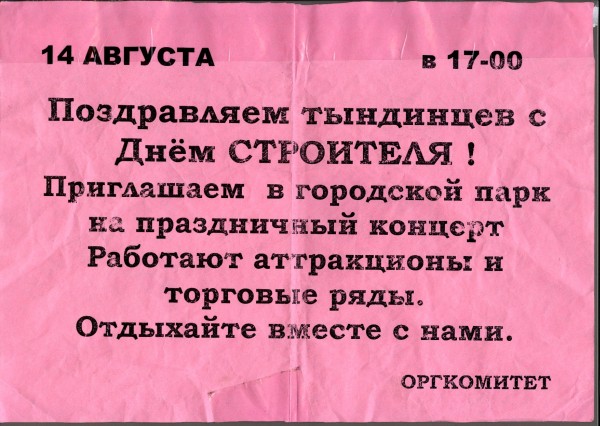 14 АВГУСТА в 17-00
Поздравляем тындинцев с
Днём СТРОИТЕЛЯ !
Приглашаем в городской парк
на праздничный концерт
Работают аттракционы и
торговые ряды.
Отдыхайте вместе с нами.
ОРГКОМИТЕТ